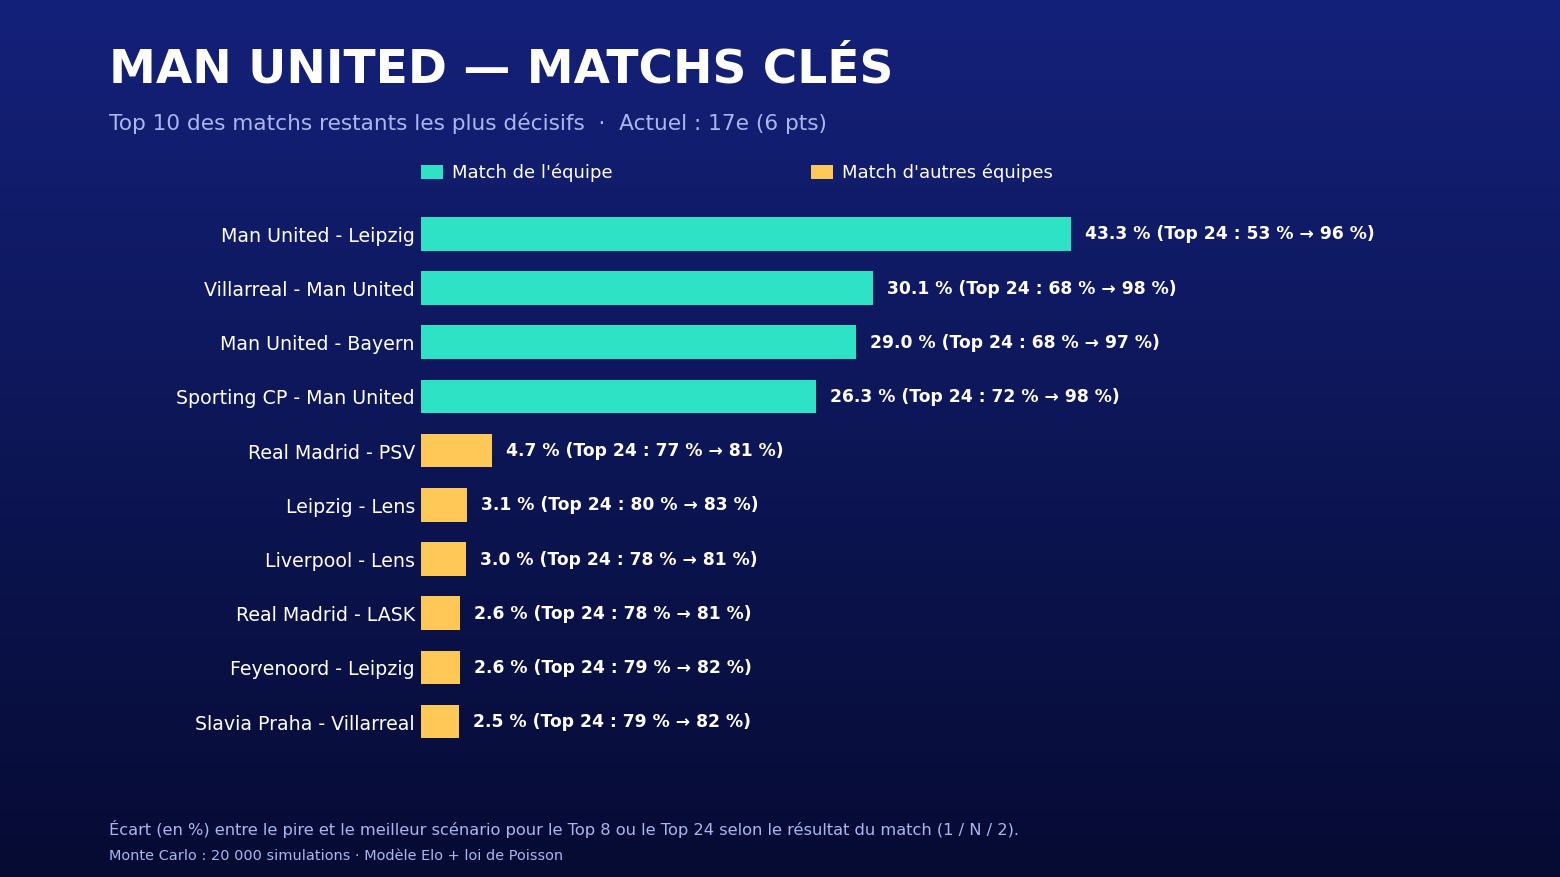 MAN UNITED — MATCHS CLÉS
Top 10 des matchs restants les plus décisifs · Actuel : 17e (6 pts)
Match de l'équipe Match d'autres équipes
Man United - Leipzig 43.3 % (Top 24 : 53 % → 96 %)
Villarreal - Man United 30.1 % (Top 24 : 68 % → 98 %)
Man United - Bayern 29.0 % (Top 24 : 68 % → 97 %)
Sporting CP - Man United 26.3 % (Top 24 : 72 % → 98 %)
Real Madrid - PSV 4.7 % (Top 24 : 77 % → 81 %)
Leipzig - Lens 3.1 % (Top 24 : 80 % → 83 %)
Liverpool - Lens 3.0 % (Top 24 : 78 % → 81 %)
Real Madrid - LASK 2.6 % (Top 24 : 78 % → 81 %)
Feyenoord - Leipzig 2.6 % (Top 24 : 79 % → 82 %)
Slavia Praha - Villarreal 2.5 % (Top 24 : 79 % → 82 %)
Écart (en %) entre le pire et le meilleur scénario pour le Top 8 ou le Top 24 selon le résultat du match (1 / N / 2).
Monte Carlo : 20 000 simulations · Modèle Elo + loi de Poisson